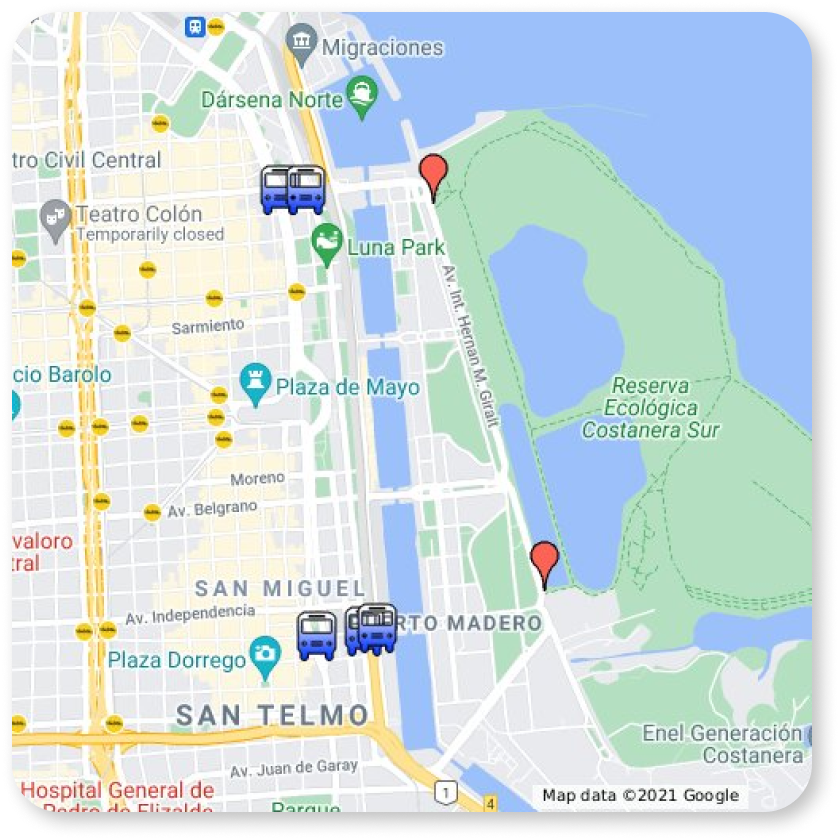 Migraciones
Dársena Norte
tro Civil Central
Teatro Colón
Temporarily closed
Luna Park
Av. Int. Hernan M. Giralt
Sarmiento
cio Barolo
Plaza de Mayo
Reserva
Ecológica
Costanera Sur
Moreno
Av. Belgrano
valoro
tral
SAN MIGUEL
Av. Independencia
RTO MADERO
Plaza Dorrego
SAN TELMO
Enel Generación
Costanera
Av. Juan de Garay
Hospital General de
Pedro de Elizalde
Parque
1
4
Map data ©2021 Google